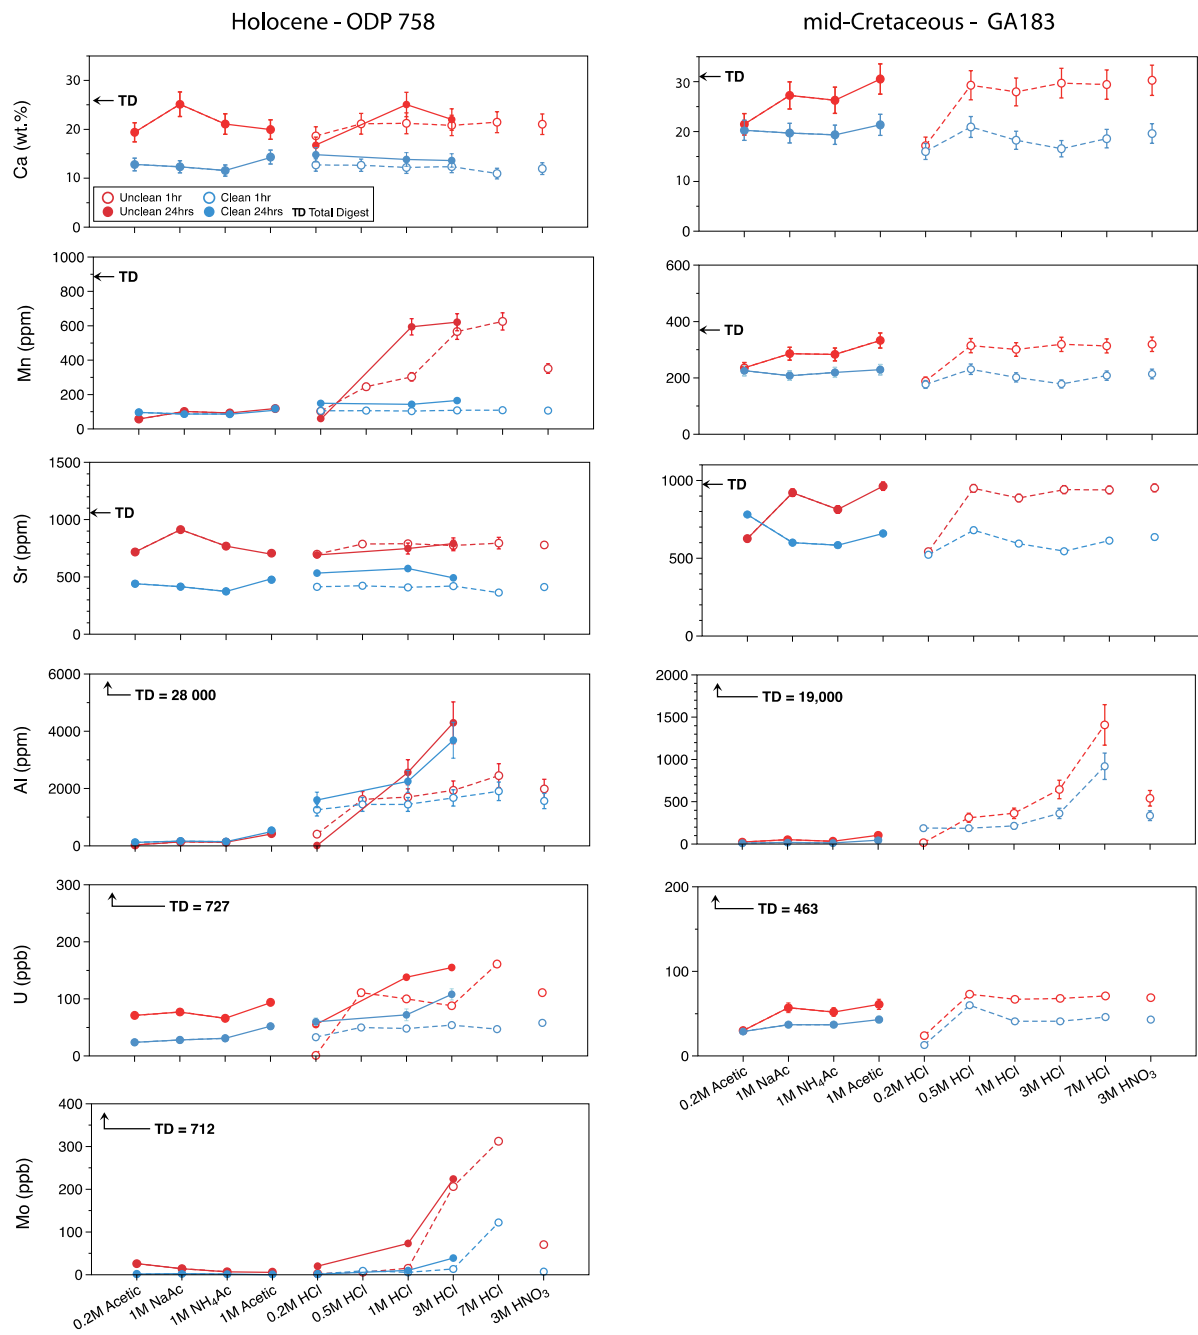 Holocene - ODP 758
mid-Cretaceous - GA183
Ca (wt.%)
30
20
10
0
TD
Unclean 1hr
Clean 1hr
Unclean 24hrs
Clean 24hrs
TD Total Digest
30
20
10
0
TD
Mn (ppm)
1000
800
600
400
200
0
TD
600
400
200
0
TD
Sr (ppm)
1500
1000
500
0
TD
1000
500
0
TD
Al (ppm)
6000
4000
2000
0
TD = 28 000
2000
1500
1000
500
0
TD = 19,000
U (ppb)
300
200
100
0
TD = 727
200
100
0
TD = 463
0.2M Acetic
1M NaAc
1M NH₄Ac
1M Acetic
0.2M HCl
0.5M HCl
1M HCl
3M HCl
7M HCl
3M HNO₃
Mo (ppb)
400
300
200
100
0
TD = 712
0.2M Acetic
1M NaAc
1M NH₄Ac
1M Acetic
0.2M HCl
0.5M HCl
1M HCl
3M HCl
7M HCl
3M HNO₃